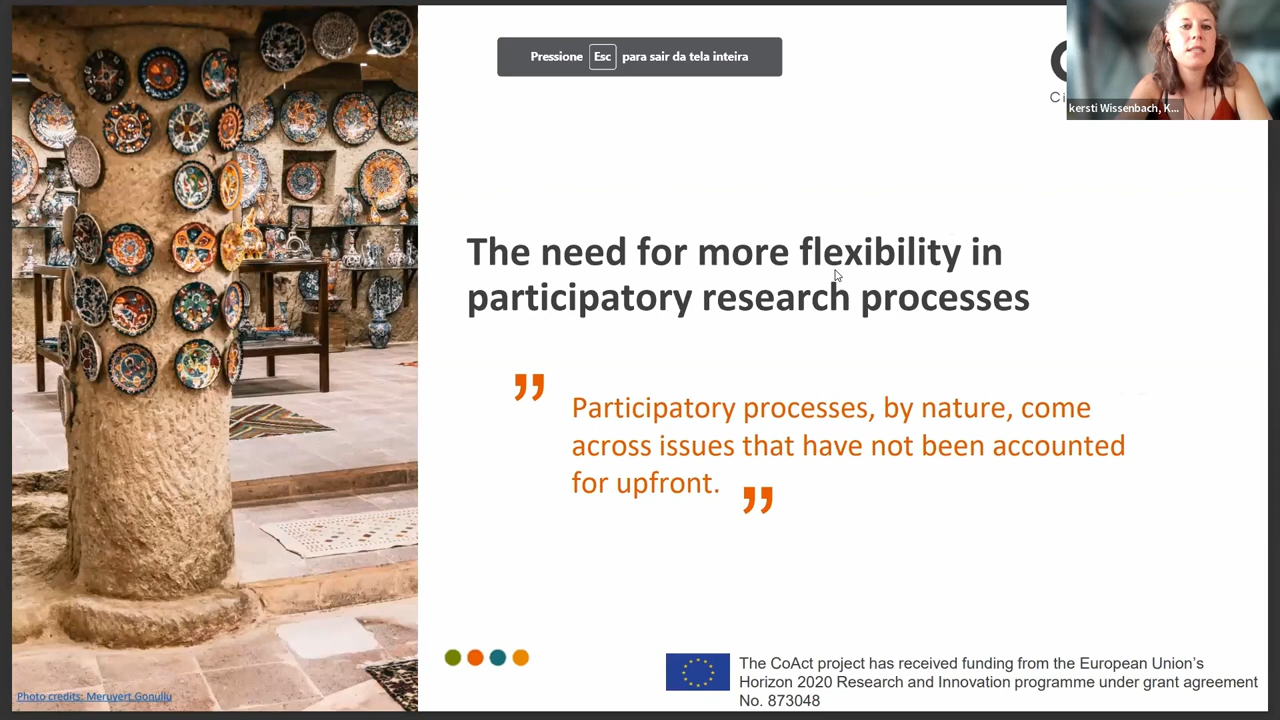 Pressione Esc para sair da tela inteira
Ci
kersti Wissenbach, K...
The need for more flexibility in
participatory research processes
”
Participatory processes, by nature, come
across issues that have not been accounted
for upfront. ”
The CoAct project has received funding from the European Union’s
Horizon 2020 Research and Innovation programme under grant agreement
No. 873048
Photo credits: Meruyert Gonullu